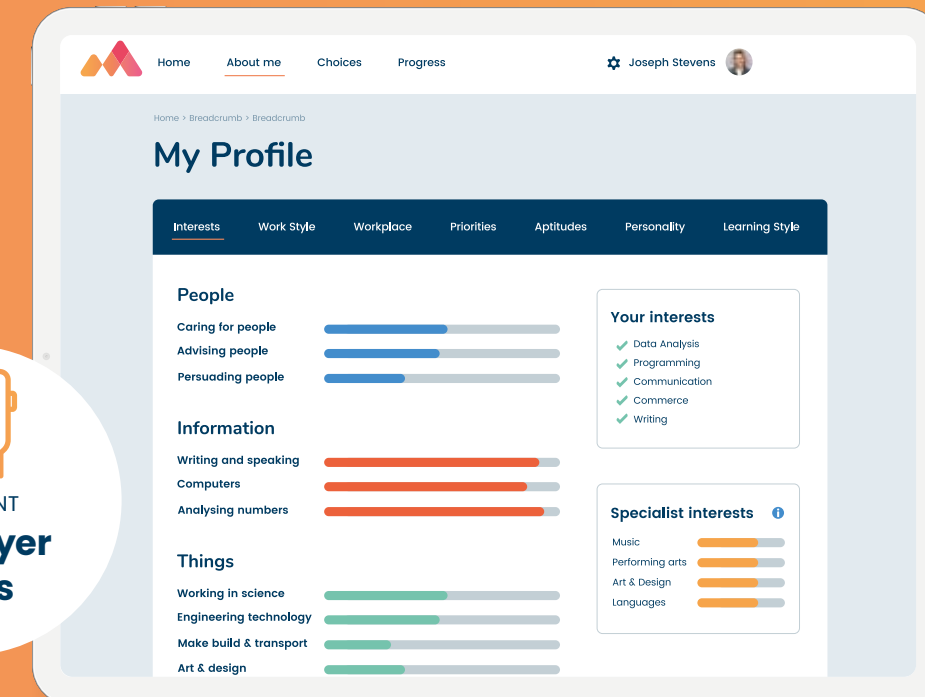 Home About me Choices Progress Joseph Stevens
Home > Breadcrumb > Breadcrumb
My Profile
Interests Work Style Workplace Priorities Aptitudes Personality Learning Style
People
Caring for people
Advising people
Persuading people
Information
Writing and speaking
Computers
Analysing numbers
Things
Working in science
Engineering technology
Make build & transport
Art & design
Your interests
Data Analysis
Programming
Communication
Commerce
Writing
Specialist interests
Music
Performing arts
Art & Design
Languages